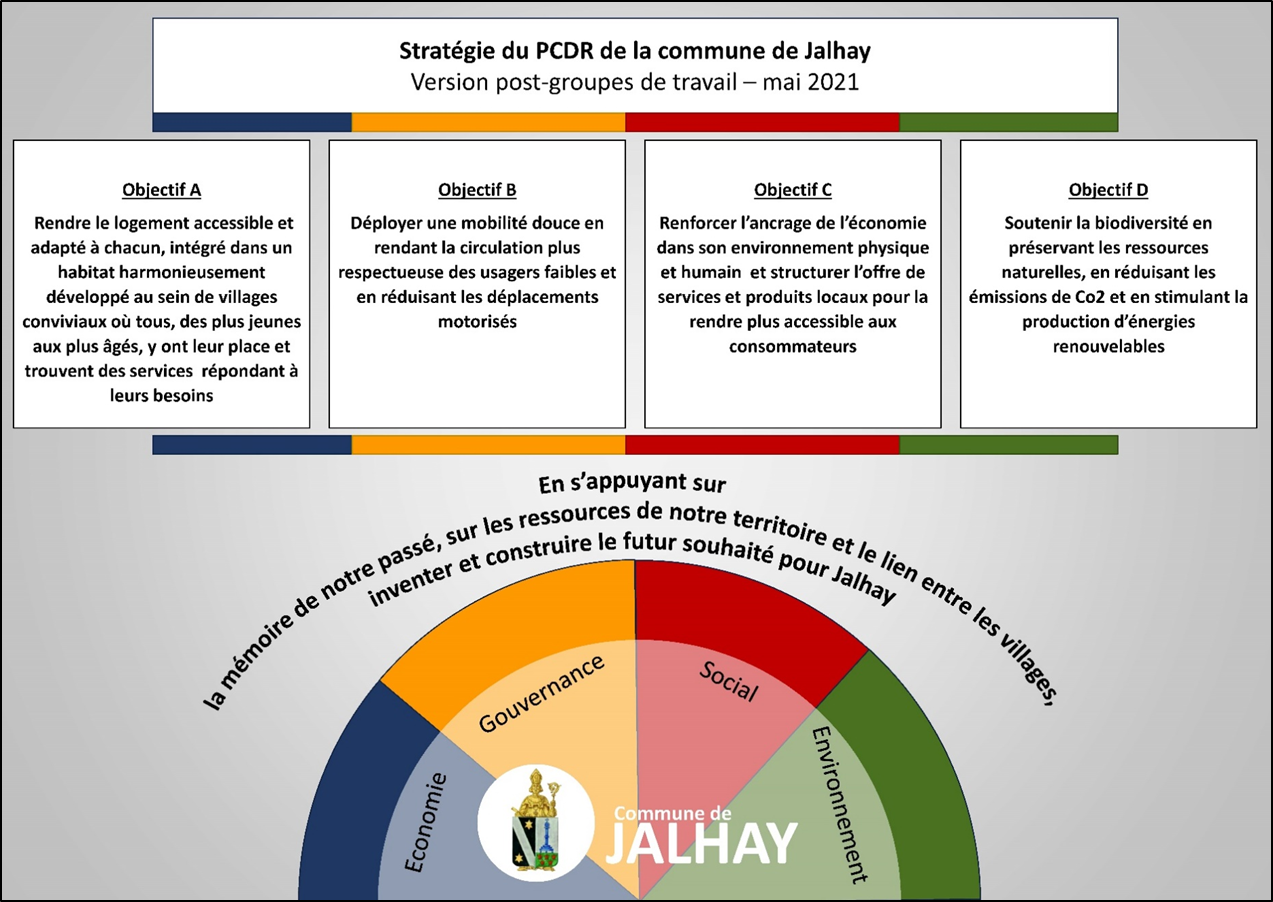 Stratégie du PCDR de la commune de Jalhay
Version post-groupes de travail – mai 2021
Objectif A
Rendre le logement accessible et
adapté à chacun, intégré dans un
habitat harmonieusement
développé au sein de villages
conviviaux où tous, des plus jeunes
aux plus âgés, y ont leur place et
trouvent des services répondant à
leurs besoins
Objectif B
Déployer une mobilité douce en
rendant la circulation plus
respectueuse des usagers faibles et
en réduisant les déplacements
motorisés
Objectif C
Renforcer l’ancrage de l’économie
dans son environnement physique
et humain et structurer l’offre de
services et produits locaux pour la
rendre plus accessible aux
consommateurs
Objectif D
Soutenir la biodiversité en
préservant les ressources
naturelles, en réduisant les
émissions de Co2 et en stimulant la
production d’énergies
renouvelables
En s’appuyant sur
la mémoire de notre passé, sur les ressources de notre territoire et le lien entre les villages,
inventer et construire le futur souhaité pour Jalhay
Economie
Gouvernance
Social
Environnement
Commune de
JALHAY